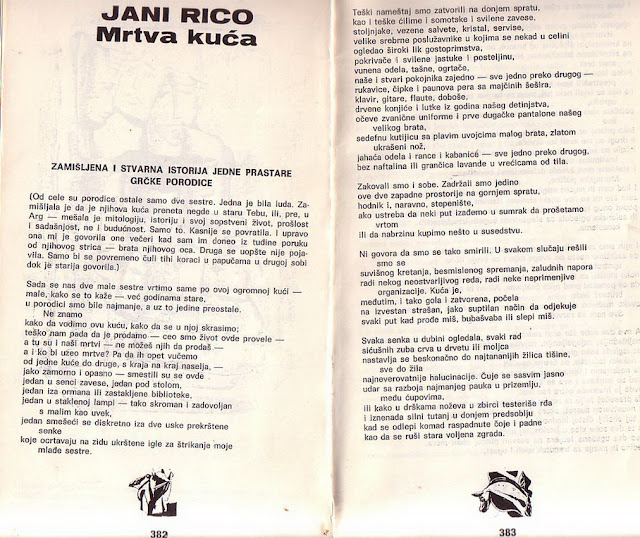 JANI RICO
Mrtva kuća
ZAMIŠLJENA I STVARNA ISTORIJA JEDNE PRASTARE
GRČKE PORODICE
(Od cele su porodice ostale samo dve sestre. Jedna je bila luda. Za-
mišljala je da je njihova kuća preneta negde u staru Tebu, ili, pre, u
Arg — mešala je mitologiju, istoriju i svoj sopstveni život, prošlost
i sadašnjost, ne i budućnost. Samo to. Kasnije se povratila. I upravo
ona mi je govorila one večeri kad sam im doneo iz tuđine poruku
od njihovog strica — brata njihovog oca. Druga se uopšte nije poja-
vila. Samo bi se povremeno čuli tihi koraci u papučama u drugoj sobi
dok je starija govorila.)
Sada se nas dve male sestre vrtimo same po ovoj ogromnoj kući —
male, kako se to kaže — već godinama stare,
u porodici smo bile najmanje, a uz to jedine preostale.
Ne znamo
kako da vodimo ovu kuću, kako da se u njoj skrasimo;
teško nam pada da je prodamo — ceo smo život ovde provele —
a tu su i naši mrtvi — ne možeš njih da prodaš —
a i ko bi uzeo mrtve? Pa da ih opet vučemo
od jedne kuće do druge, s kraja na kraj naselja, —
jako zamorno i opasno — smestili su se ovde
jedan u senci zavese, jedan pod stolom,
jedan iza ormana ili zastakljene biblioteke,
jedan u staklenoj lampi — tako skroman i zadovoljan
s malim kao uvek,
jedan smešeći se diskretno iza dve uske prekrštene
senke
koje ocrtavaju na zidu ukrštene igle za štrikanje moje
mlađe sestre.
382
Teški nameštaj smo zatvorili na donjem spratu,
kao i teške ćilime i somotske i svilene zavese,
stoljnjake, vezene salvete, kristal, servise,
velike srebrne poslužavnike u kojima se nekad u celini
ogledao široki lik gostoprimstva,
pokrivače i svilene jastuke i posteljinu,
vunena odela, tašne, ogrtače,
naše i stvari pokojnika zajedno — sve jedno preko drugog —
rukavice, čipke i paunova pera sa majčinih šešira,
klavir, gitare, flaute, doboše,
drvene konjiće i lutke iz godina našeg detinjstva,
očeve zvanične uniforme i prve dugačke pantalone našeg
velikog brata,
sedefnu kutijicu sa plavim uvojcima malog brata, zlatom
ukrašeni nož,
jahaća odela i rance i kabanice — sve jedno preko drugog,
bez naftalina ili grančica lavande u vrećicama od tila.
Zakovali smo i sobe. Zadržali smo jedino
ove dve zapadne prostorije na gornjem spratu,
hodnik i, naravno, stepenište,
ako ustreba da neki put izađemo u sumrak da prošetamo
vrtom
ili da nabrzinu kupimo nešto u susedstvu.
Ni govora da smo se tako smirili. U svakom slučaju rešili
smo se
suvišnog kretanja, besmislenog spremanja, zaludnih napora
radi nekog neostvarljivog reda, radi neke neprimenjive
organizacije. Kuća je,
međutim, i tako gola i zatvorena, počela
na izvestan strašan, jako suptilan način da odjekuje
svaki put kad prođe miš, bubašvaba ili slepi miš.
Svaka senka u dubini ogledala, svaki rad
sićušnih zuba crva u drvetu ili moljca
nastavlja se beskonačno do najtananijih žilica tišine,
sve do žila
najneverovatnije halucinacije. Čuje se sasvim jasno
udar sa razboja najmanjeg pauka u prizemlju,
među ćupovima,
ili kako u drškama noževa u zbirci testeriše rđa
i iznenada silni tutanj u donjem predsoblju
kad se odlepi komad raspadnute čoje i padne
kao da se ruši stara voljena zgrada.
383